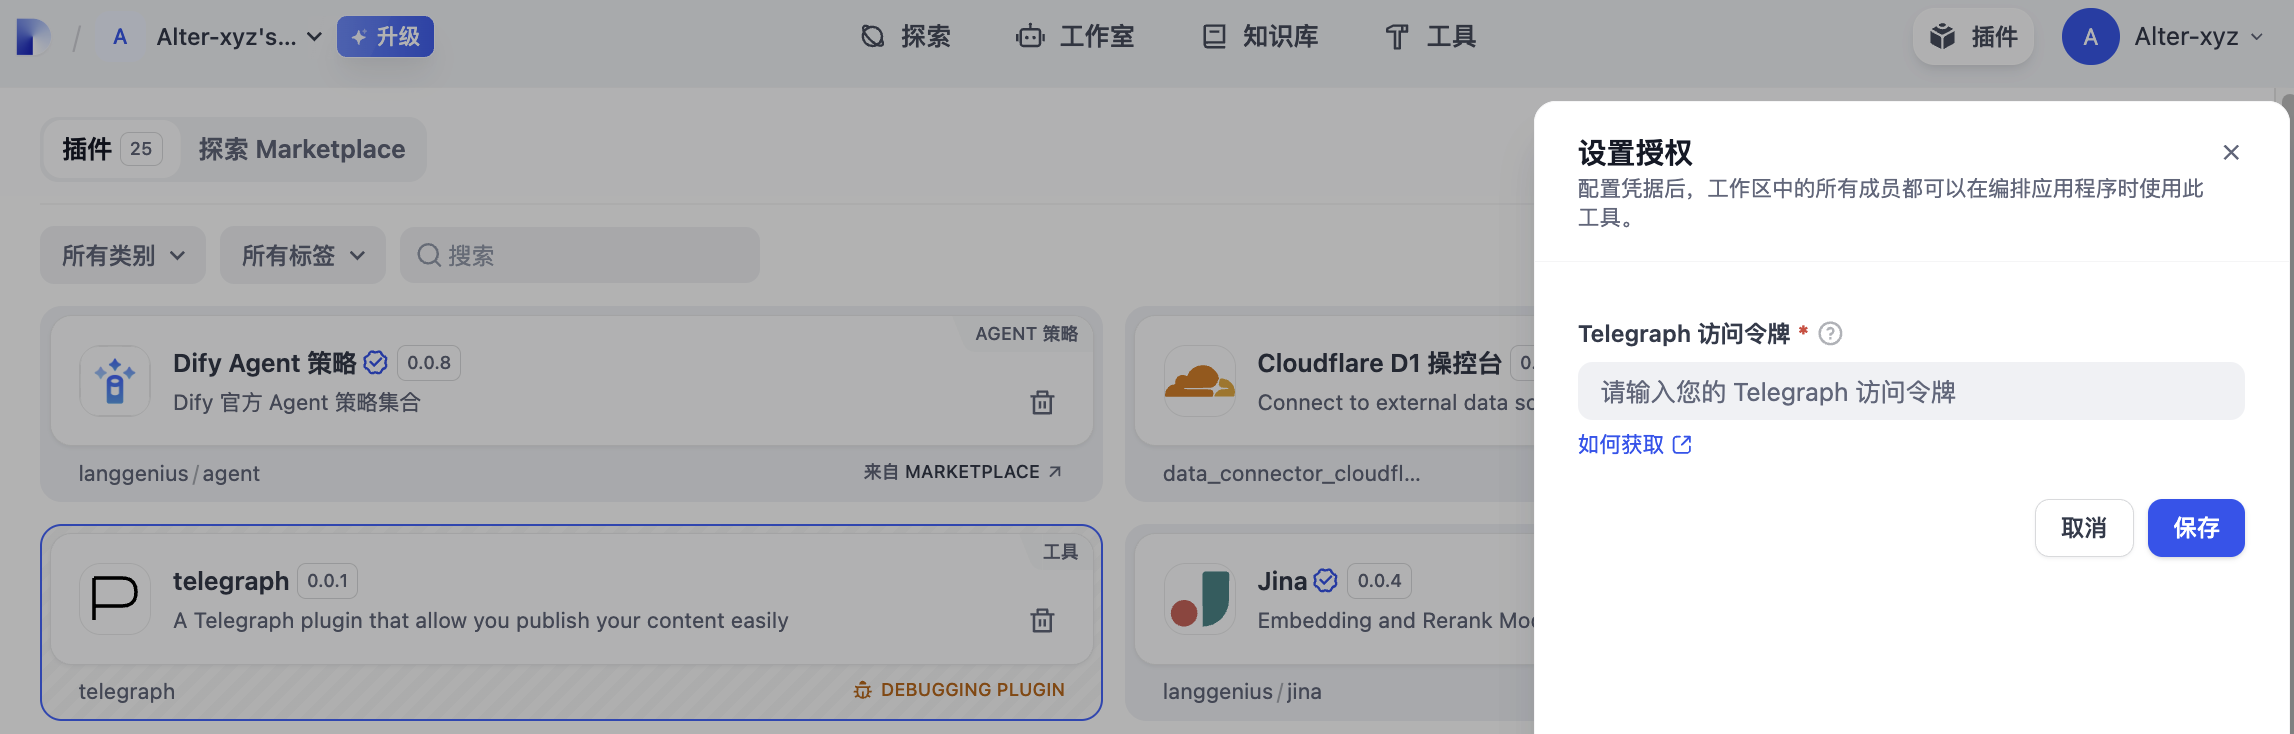 / A Alter-xyz's... 升级
探索
工作室
知识库
工具
插件
A Alter-xyz
插件 25
探索 Marketplace
所有类别
所有标签
搜索
AGENT 策略
Dify Agent 策略 0.0.8
Dify 官方 Agent 策略集合
langgenius / agent
来自 MARKETPLACE
Cloudflare D1 操控台 0.
Connect to external data so
data_connector_cloudfl...
工具
telegraph 0.0.1
A Telegraph plugin that allow you publish your content easily
telegraph
DEBUGGING PLUGIN
Jina 0.0.4
Embedding and Rerank Mod
langgenius / jina
设置授权
配置凭据后，工作区中的所有成员都可以在编排应用程序时使用此
工具。
Telegraph 访问令牌 * ?
请输入您的 Telegraph 访问令牌
如何获取
取消
保存